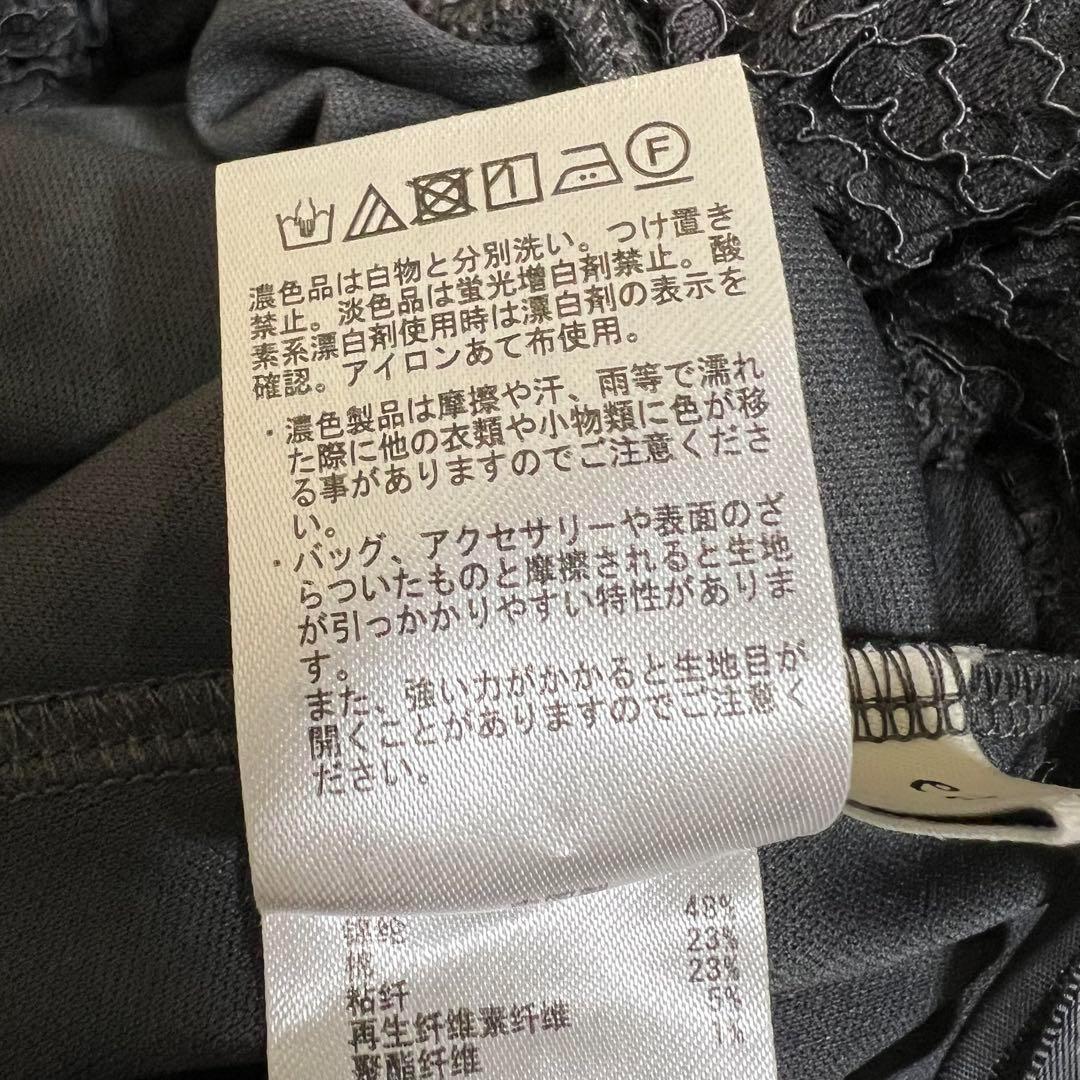 F
濃色品は白物と分別洗い。つけ置き
禁止。淡色品は蛍光増白剤禁止。酸
素系漂白剤使用時は漂白剤の表示を
確認。アイロンあて布使用。
・濃色製品は摩擦や汗、雨等で濡れ
た際に他の衣類や小物類に色が移
る事がありますのでご注意くださ
い。
・バッグ、アクセサリーや表面のざ
らついたものと摩擦されると生地
が引っかかりやすい特性がありま
す。
また、強い力がかかると生地目が
開くことがありますのでご注意く
ださい。
锦纶 48%
棉 23%
粘纤 23%
再生纤维素纤维 5%
聚酯纤维 1%